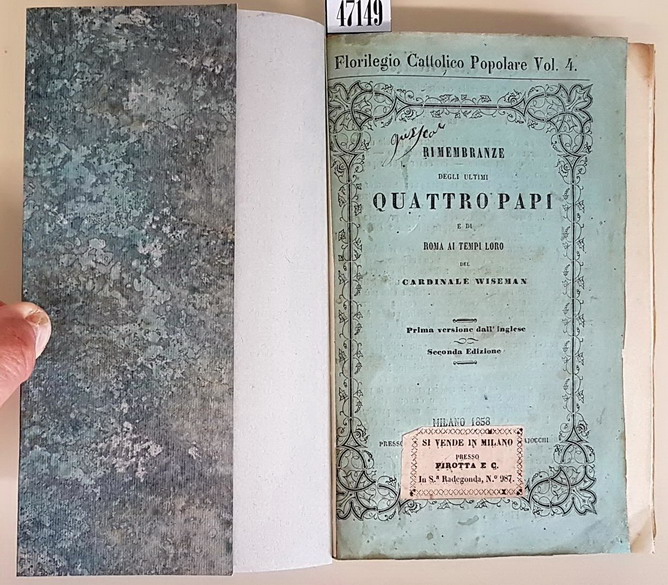 47149
Florilegio Cattolico Popolare Vol. 4.
RIMEMBRANZE
DEGLI ULTIMI
QUATTRO PAPI
E DI
ROMA AI TEMPI LORO
DEL
CARDINALE WISEMAN
Prima versione dall' inglese
Seconda Edizione
MILANO 1858
PRESSO
SI VENDE IN MILANO
PRESSO
PIROTTA E C.
In S.ª Radegonda, N.º 987.